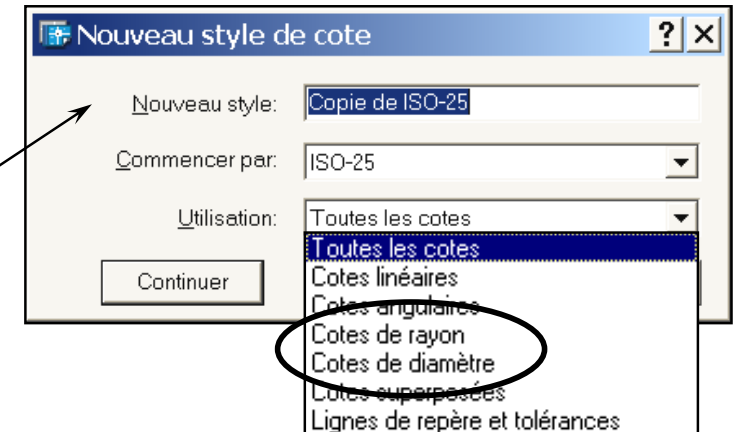 Nouveau style de cote
Nouveau style: Copie de ISO-25
Commencer par: ISO-25
Utilisation: Toutes les cotes
Toutes les cotes
Continuer
Cotes linéaires
Cotes angulaires
Cotes de rayon
Cotes de diamètre
Cotes superposées
Lignes de repère et tolérances